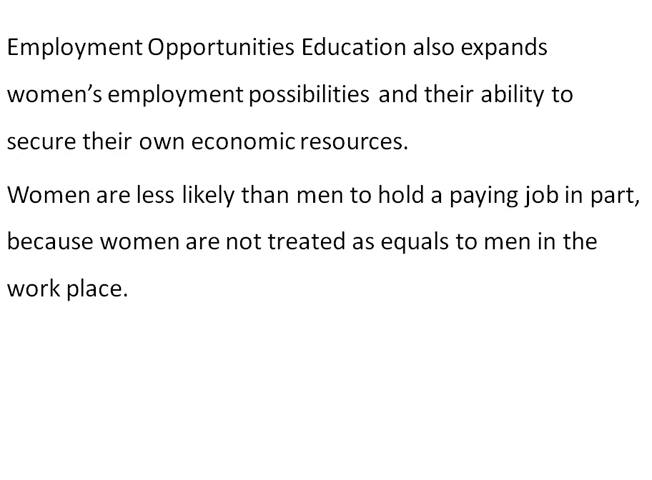 Employment Opportunities Education also expands
women’s employment possibilities and their ability to
secure their own economic resources.
Women are less likely than men to hold a paying job in part,
because women are not treated as equals to men in the
work place.